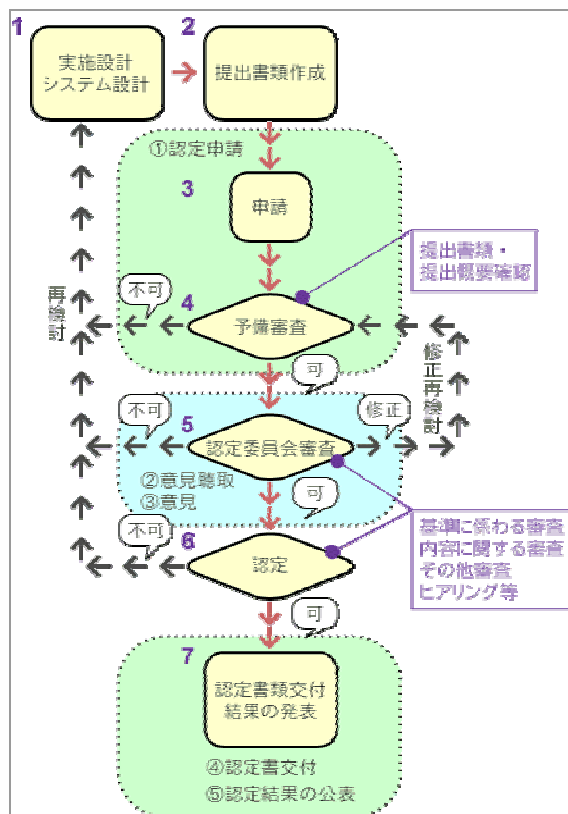 1
実施設計
システム設計
2
提出書類作成
①認定申請
3
申請
提出書類・
提出概要確認
不可
4
予備審査
再検討
可
修正再検討
不可
5
認定委員会審査
修正
②意見聴取
③意見
可
基準に係わる審査
内容に関する審査
その他審査
ヒアリング等
不可
6
認定
可
7
認定書類交付
結果の発表
④認定書交付
⑤認定結果の公表